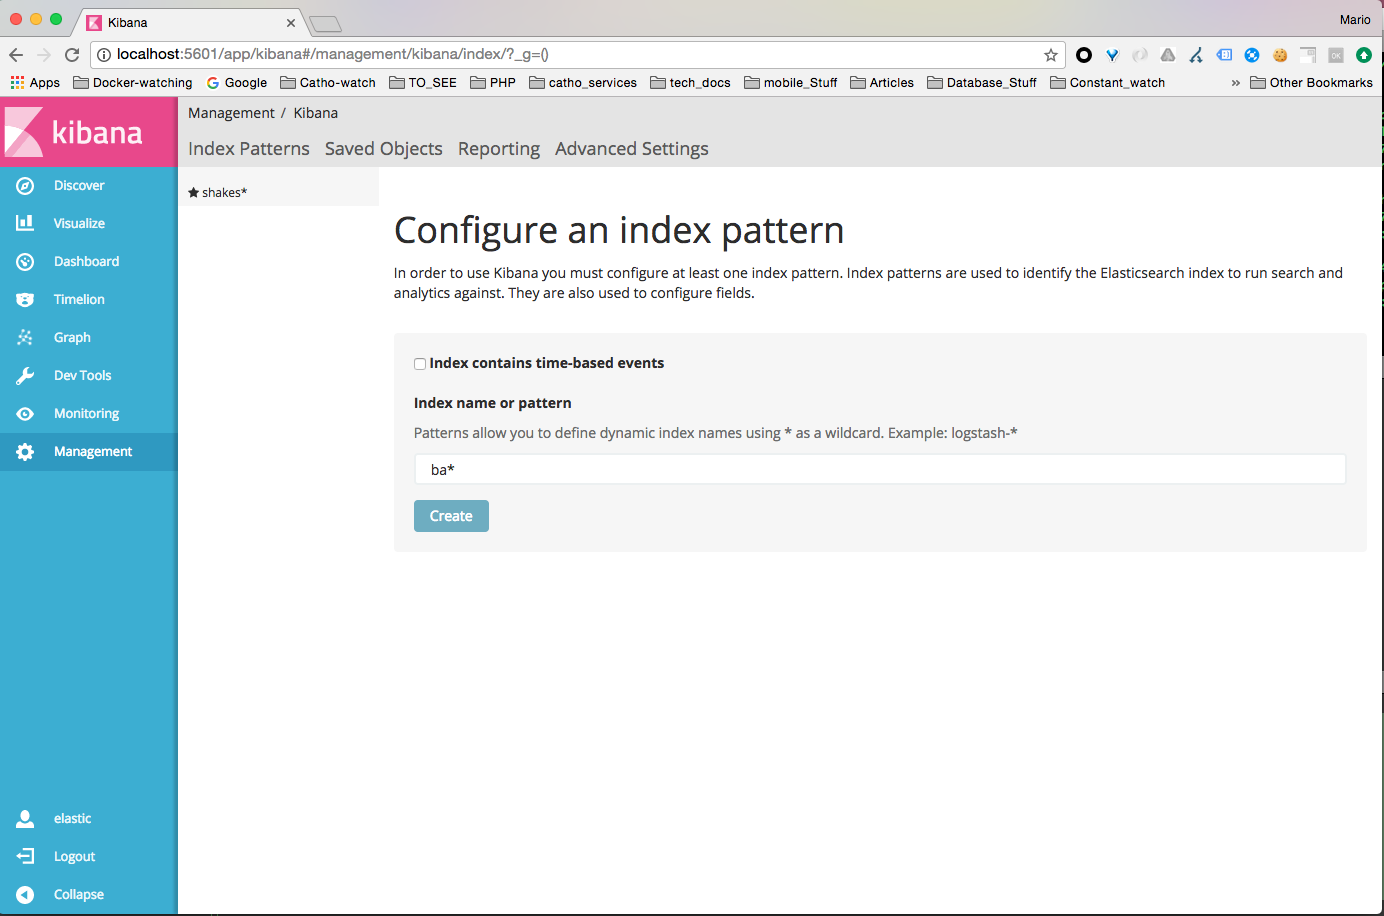 Kibana
Mario
localhost:5601/app/kibana#/management/kibana/index/?_g=()
Apps Docker-watching Google Catho-watch TO_SEE PHP catho_services tech_docs mobile_Stuff Articles Database_Stuff Constant_watch » Other Bookmarks
kibana
Management / Kibana
Index Patterns Saved Objects Reporting Advanced Settings
Discover
Visualize
Dashboard
Timelion
Graph
Dev Tools
Monitoring
Management
elastic
Logout
Collapse
shakes*
Configure an index pattern
In order to use Kibana you must configure at least one index pattern. Index patterns are used to identify the Elasticsearch index to run search and
analytics against. They are also used to configure fields.
Index contains time-based events
Index name or pattern
Patterns allow you to define dynamic index names using * as a wildcard. Example: logstash-*
ba*
Create